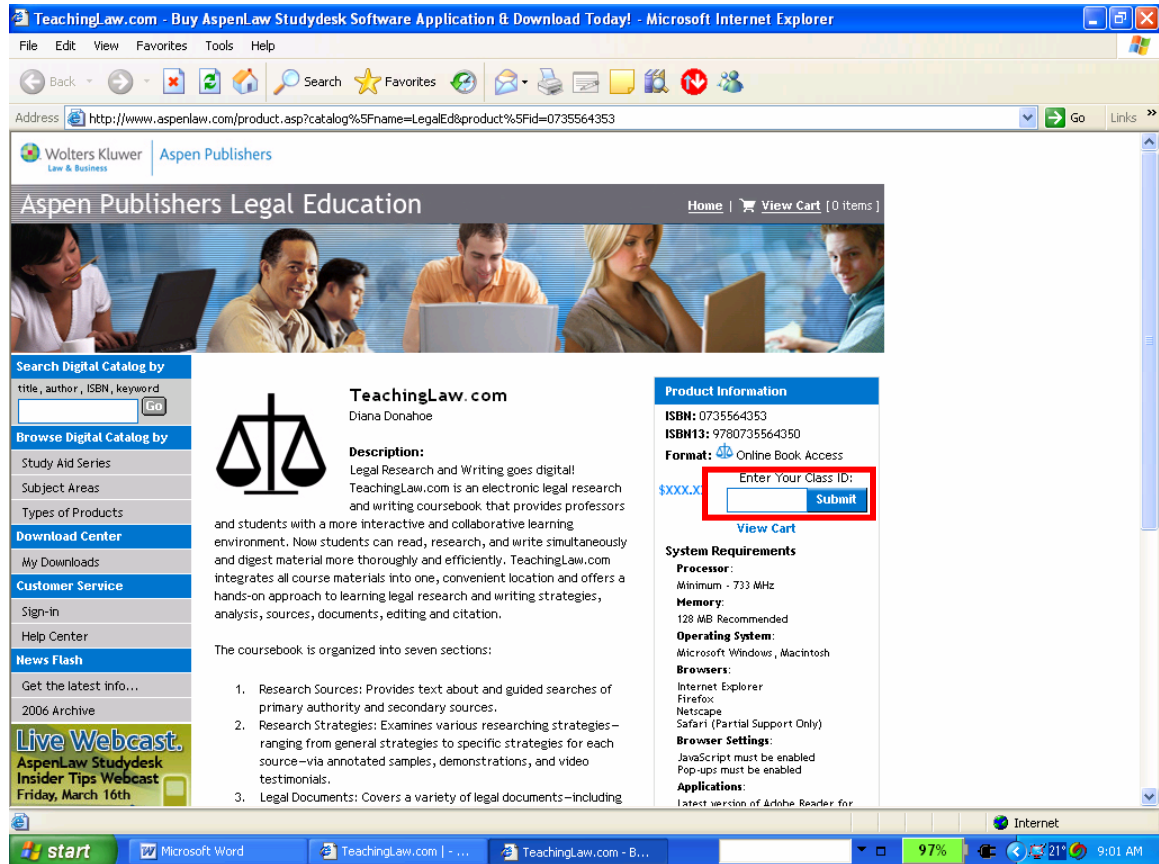 TeachingLaw.com - Buy AspenLaw Studydesk Software Application & Download Today! - Microsoft Internet Explorer
File Edit View Favorites Tools Help
Back Search Favorites
Address http://www.aspenlaw.com/product.asp?catalog%5Fname=LegalEd&product%5Fid=0735564353 Go Links »
Wolters Kluwer Aspen Publishers
Law & Business
Aspen Publishers Legal Education Home | View Cart [0 items]
Search Digital Catalog by
title, author, ISBN, keyword
Go
Browse Digital Catalog by
Study Aid Series
Subject Areas
Types of Products
Download Center
My Downloads
Customer Service
Sign-in
Help Center
News Flash
Get the latest info...
2006 Archive
Live Webcast.
AspenLaw Studydesk
Insider Tips Webcast
Friday, March 16th
TeachingLaw.com
Diana Donahoe
Description:
Legal Research and Writing goes digital!
TeachingLaw.com is an electronic legal research
and writing coursebook that provides professors
and students with a more interactive and collaborative learning
environment. Now students can read, research, and write simultaneously
and digest material more thoroughly and efficiently. TeachingLaw.com
integrates all course materials into one, convenient location and offers a
hands-on approach to learning legal research and writing strategies,
analysis, sources, documents, editing and citation.
The coursebook is organized into seven sections:
1. Research Sources: Provides text about and guided searches of
primary authority and secondary sources.
2. Research Strategies: Examines various researching strategies—
ranging from general strategies to specific strategies for each
source—via annotated samples, demonstrations, and video
testimonials.
3. Legal Documents: Covers a variety of legal documents—including
Product Information
ISBN: 0735564353
ISBN13: 9780735564350
Format: Online Book Access
Enter Your Class ID:
$XXX.X
Submit
View Cart
System Requirements
Processor:
Minimum - 733 MHz
Memory:
128 MB Recommended
Operating System:
Microsoft Windows, Macintosh
Browsers:
Internet Explorer
Firefox
Netscape
Safari (Partial Support Only)
Browser Settings:
JavaScript must be enabled
Pop-ups must be enabled
Applications:
Latest version of Adobe Reader for
Internet
start Microsoft Word TeachingLaw.com | - ... TeachingLaw.com - B... 97% 21° 9:01 AM